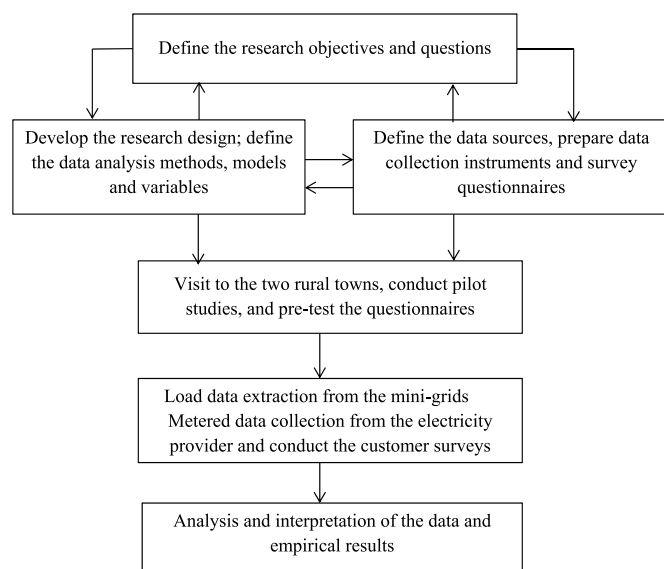 Define the research objectives and questions
Develop the research design; define
the data analysis methods, models
and variables
Define the data sources, prepare data
collection instruments and survey
questionnaires
Visit to the two rural towns, conduct pilot
studies, and pre-test the questionnaires
Load data extraction from the mini-grids
Metered data collection from the electricity
provider and conduct the customer surveys
Analysis and interpretation of the data and
empirical results